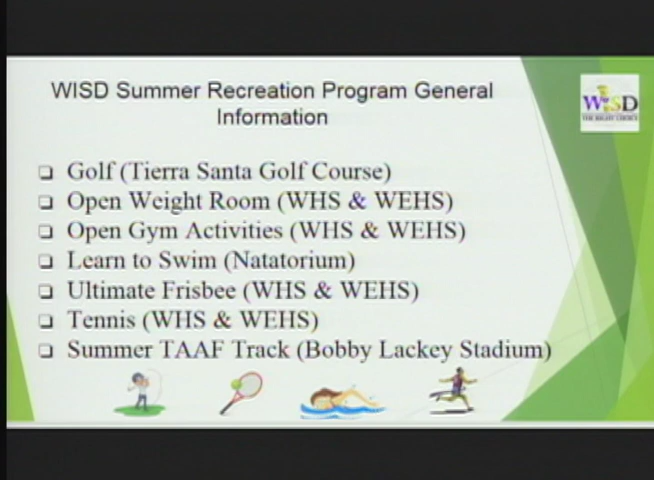 WISD Summer Recreation Program General
Information
WISD
Golf (Tierra Santa Golf Course)
Open Weight Room (WHS & WEHS)
Open Gym Activities (WHS & WEHS)
Learn to Swim (Natatorium)
Ultimate Frisbee (WHS & WEHS)
Tennis (WHS & WEHS)
Summer TAAF Track (Bobby Lackey Stadium)